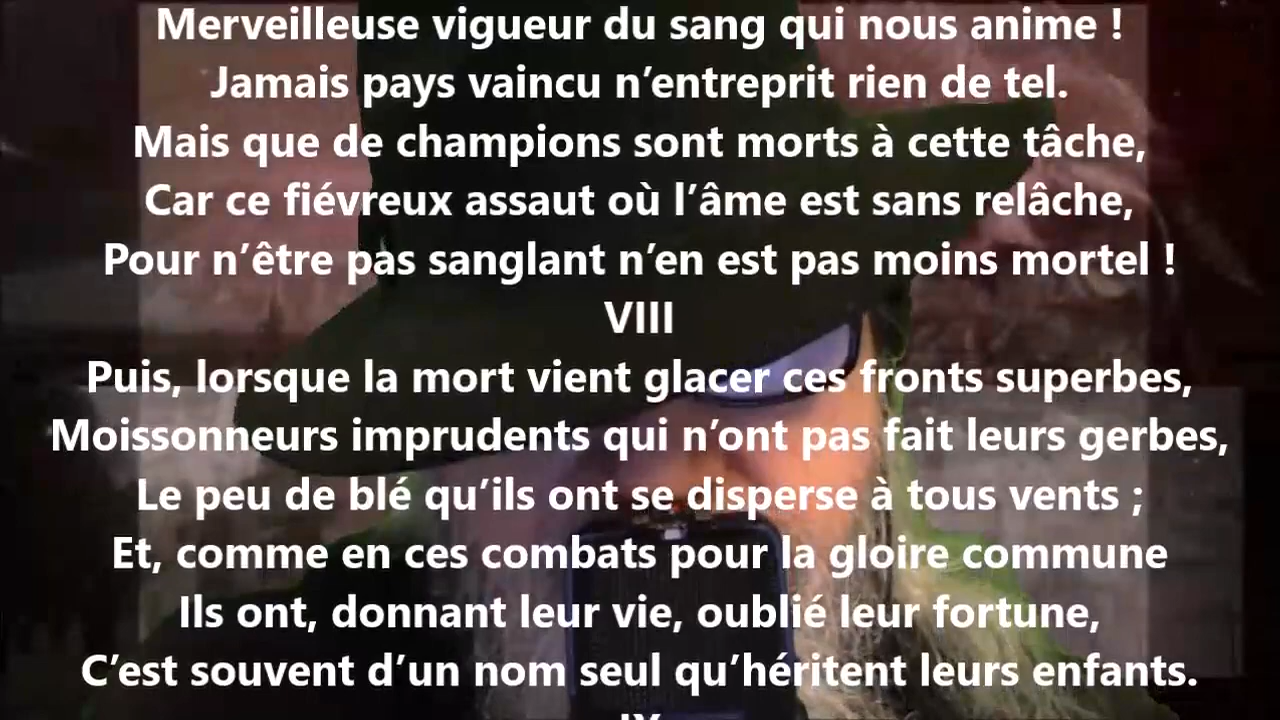 Merveilleuse vigueur du sang qui nous anime !
Jamais pays vaincu n’entreprit rien de tel.
Mais que de champions sont morts à cette tâche,
Car ce fiévreux assaut où l’âme est sans relâche,
Pour n’être pas sanglant n’en est pas moins mortel !
VIII
Puis, lorsque la mort vient glacer ces fronts superbes,
Moissonneurs imprudents qui n’ont pas fait leurs gerbes,
Le peu de blé qu’ils ont se disperse à tous vents ;
Et, comme en ces combats pour la gloire commune
Ils ont, donnant leur vie, oublié leur fortune,
C’est souvent d’un nom seul qu’héritent leurs enfants.
IX